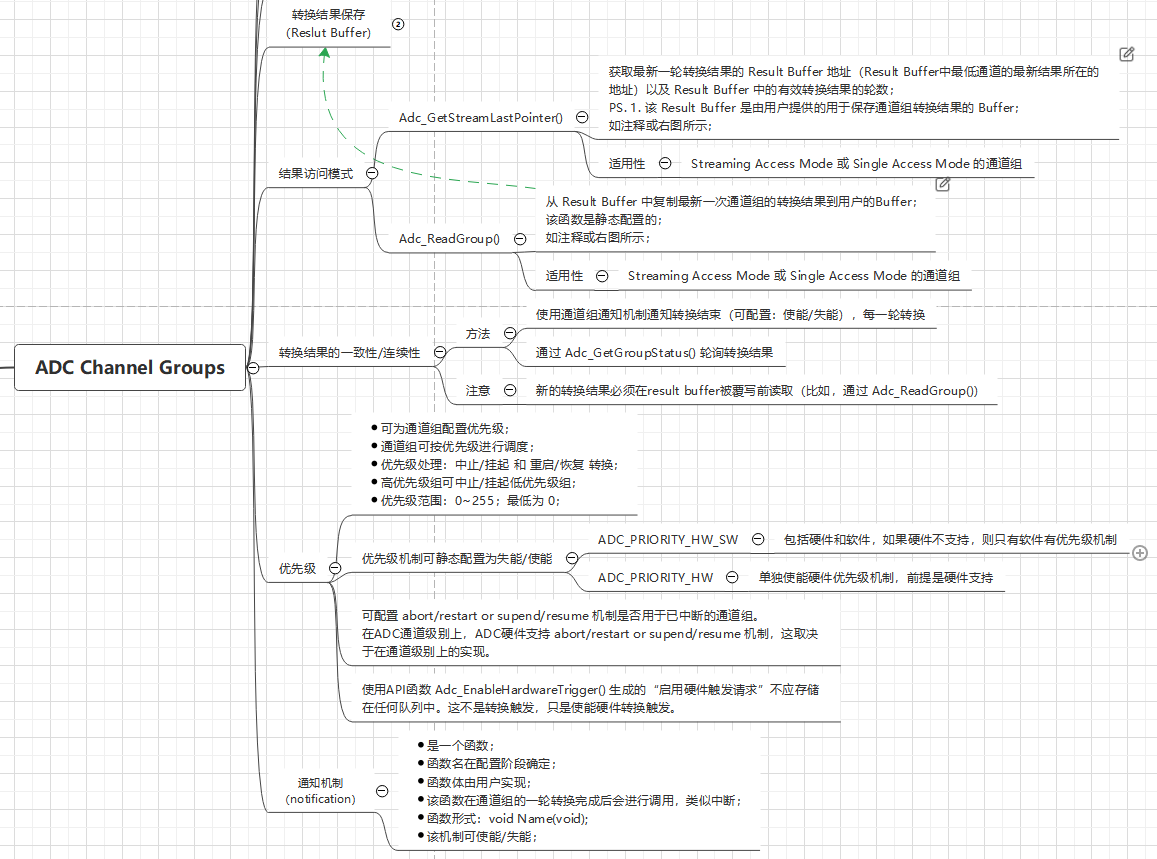 转换结果保存
(Reslut Buffer)
2
获取最新一轮转换结果的 Result Buffer 地址（Result Buffer中最低通道的最新结果所在的
地址）以及 Result Buffer 中的有效转换结果的轮数；
PS. 1. 该 Result Buffer 是由用户提供的用于保存通道组转换结果的 Buffer；
如注释或右图所示；
Adc_GetStreamLastPointer()
适用性
Streaming Access Mode 或 Single Access Mode 的通道组
结果访问模式
从 Result Buffer 中复制最新一次通道组的转换结果到用户的Buffer；
该函数是静态配置的；
如注释或右图所示；
Adc_ReadGroup()
适用性
Streaming Access Mode 或 Single Access Mode 的通道组
使用通道组通知机制通知转换结束（可配置：使能/失能），每一轮转换
方法
转换结果的一致性/连续性
通过 Adc_GetGroupStatus() 轮询转换结果
ADC Channel Groups
注意
新的转换结果必须在result buffer被覆写前读取（比如，通过 Adc_ReadGroup()）
● 可为通道组配置优先级；
● 通道组可按优先级进行调度；
● 优先级处理：中止/挂起 和 重启/恢复 转换；
● 高优先级组可中止/挂起低优先级组；
● 优先级范围：0~255；最低为 0；
ADC_PRIORITY_HW_SW
包括硬件和软件，如果硬件不支持，则只有软件有优先级机制
优先级机制可静态配置为失能/使能
优先级
ADC_PRIORITY_HW
单独使能硬件优先级机制，前提是硬件支持
可配置 abort/restart or supend/resume 机制是否用于已中断的通道组。
在ADC通道级别上，ADC硬件支持 abort/restart or supend/resume 机制，这取决
于在通道级别上的实现。
使用API函数 Adc_EnableHardwareTrigger() 生成的“启用硬件触发请求”不应存储
在任何队列中。这不是转换触发，只是使能硬件转换触发。
● 是一个函数；
● 函数名在配置阶段确定；
通知机制
(notification)
● 函数体由用户实现；
● 该函数在通道组的一轮转换完成后会进行调用，类似中断；
● 函数形式：void Name(void);
● 该机制可使能/失能；